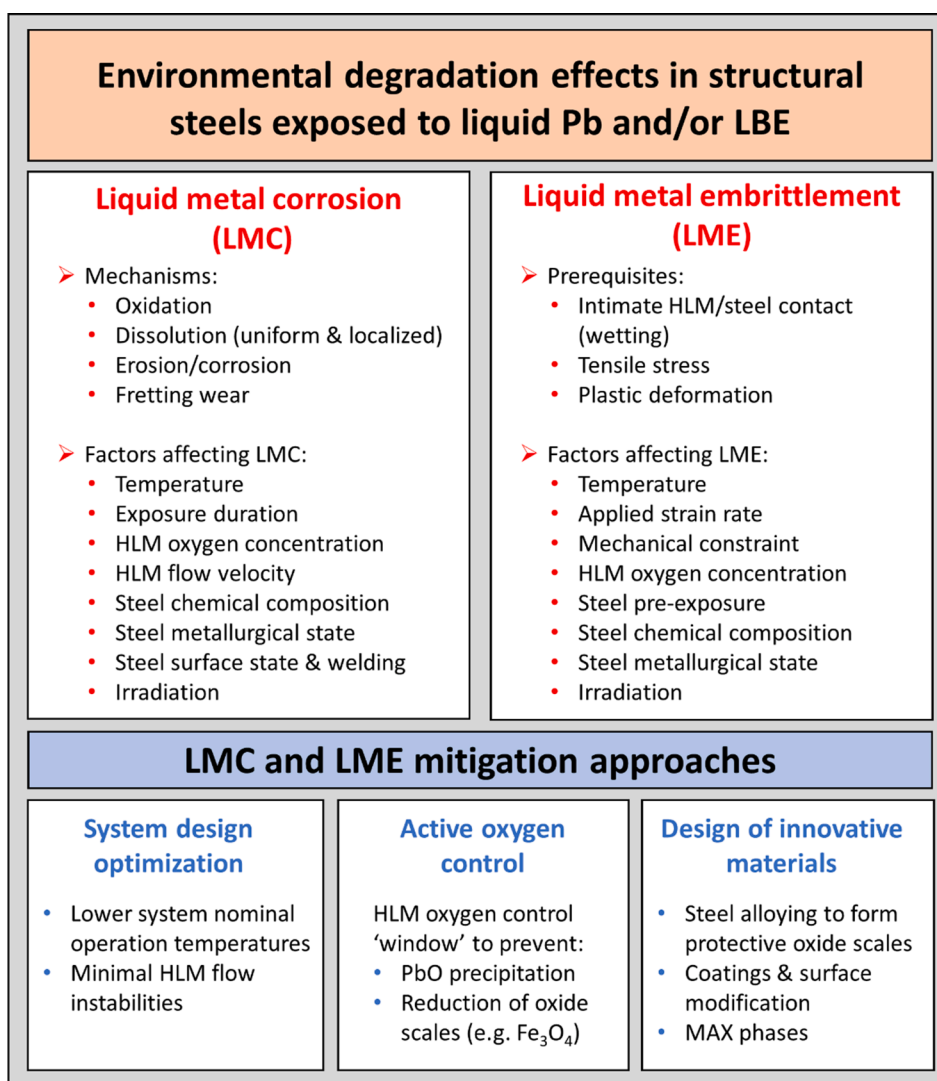 Environmental degradation effects in structural
steels exposed to liquid Pb and/or LBE
Liquid metal corrosion
(LMC)
➢ Mechanisms:
• Oxidation
• Dissolution (uniform & localized)
• Erosion/corrosion
• Fretting wear
➢ Factors affecting LMC:
• Temperature
• Exposure duration
• HLM oxygen concentration
• HLM flow velocity
• Steel chemical composition
• Steel metallurgical state
• Steel surface state & welding
• Irradiation
Liquid metal embrittlement
(LME)
➢ Prerequisites:
• Intimate HLM/steel contact
(wetting)
• Tensile stress
• Plastic deformation
➢ Factors affecting LME:
• Temperature
• Applied strain rate
• Mechanical constraint
• HLM oxygen concentration
• Steel pre-exposure
• Steel chemical composition
• Steel metallurgical state
• Irradiation
LMC and LME mitigation approaches
System design
optimization
• Lower system nominal
operation temperatures
• Minimal HLM flow
instabilities
Active oxygen
control
HLM oxygen control
‘window’ to prevent:
• PbO precipitation
• Reduction of oxide
scales (e.g. Fe₃O₄)
Design of innovative
materials
• Steel alloying to form
protective oxide scales
• Coatings & surface
modification
• MAX phases